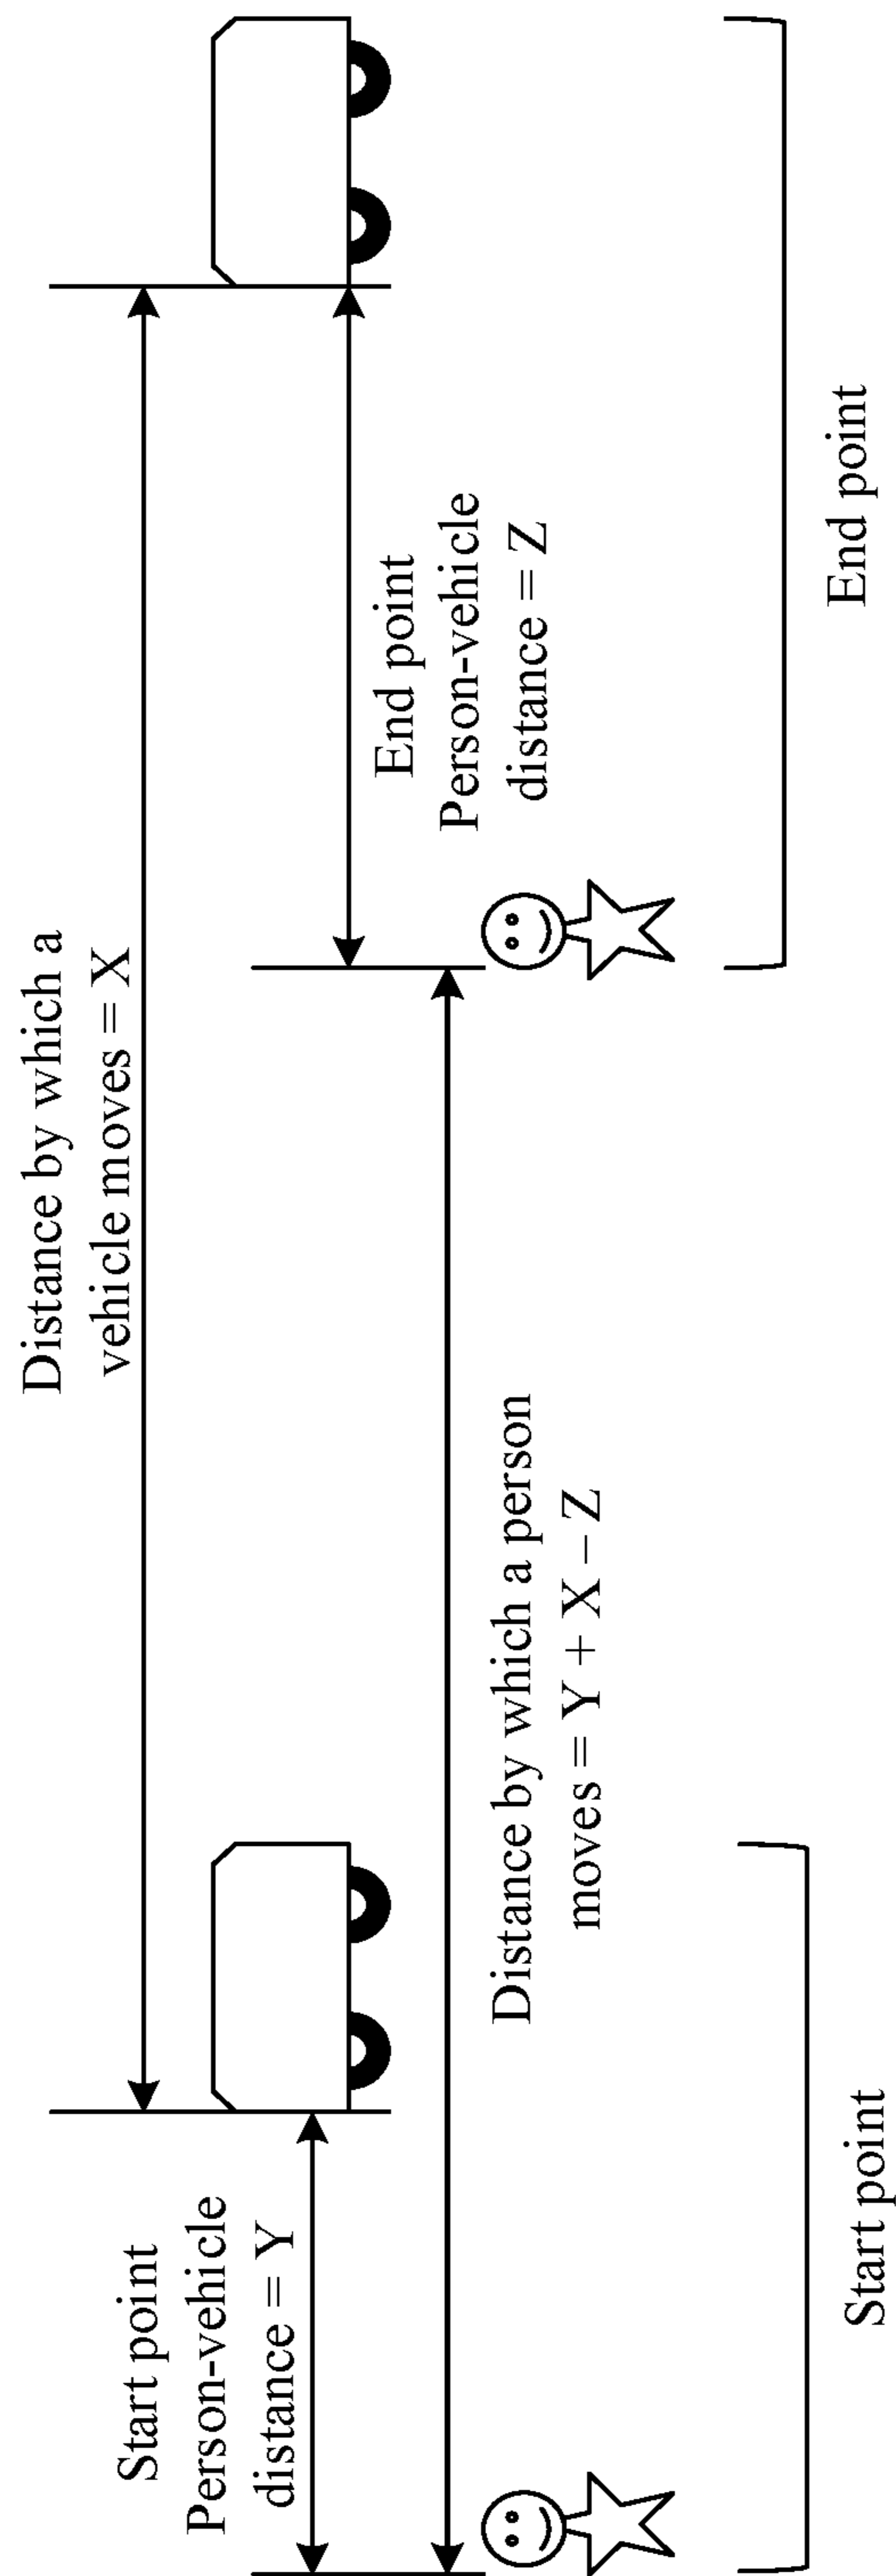 Distance by which a
vehicle moves = X
Start point
Person-vehicle
distance = Y
End point
Person-vehicle
distance = Z
Distance by which a person
moves = Y + X − Z
Start point
End point